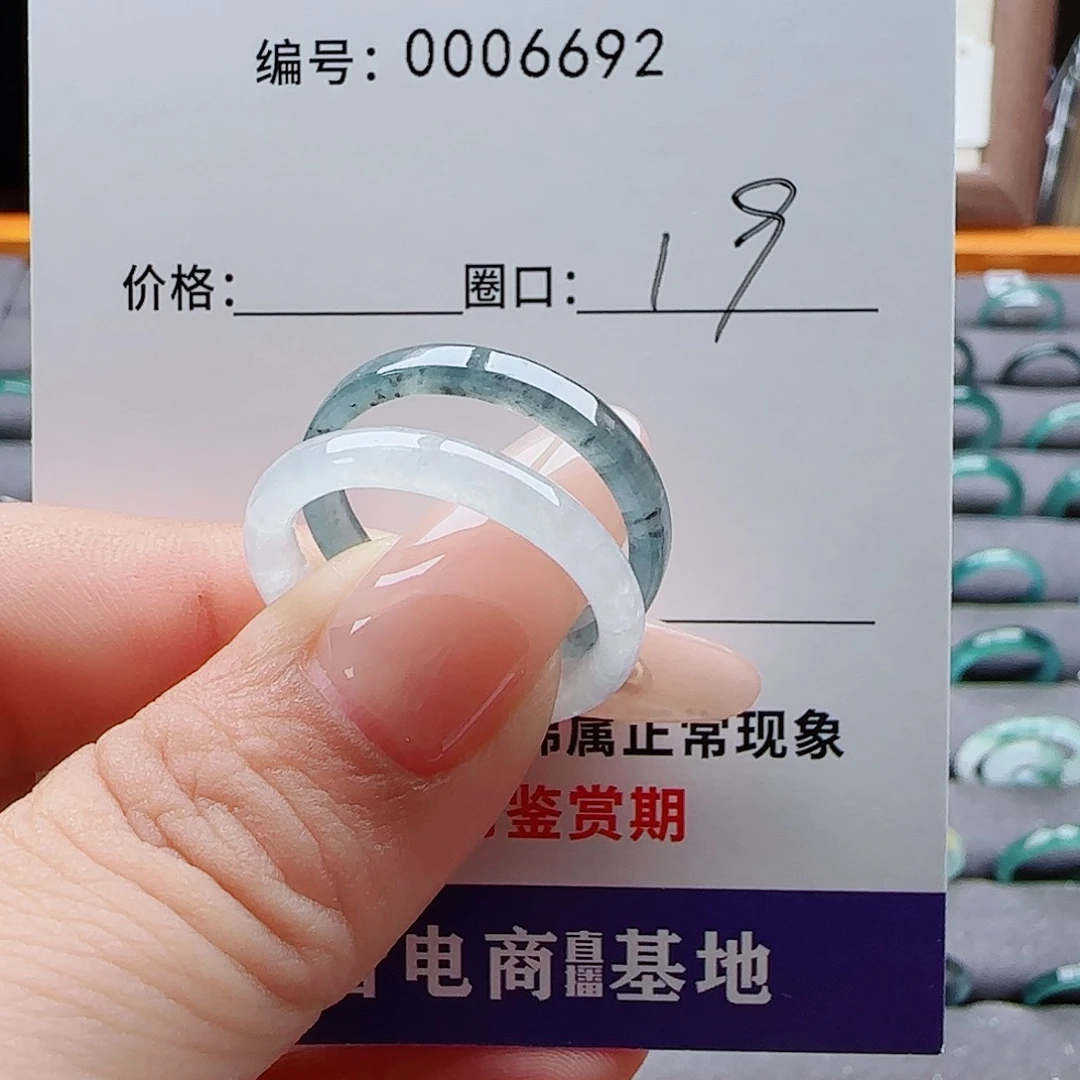 编号：0006692
价格： 圈口：19
属正常现象
鉴赏期
电商直播基地